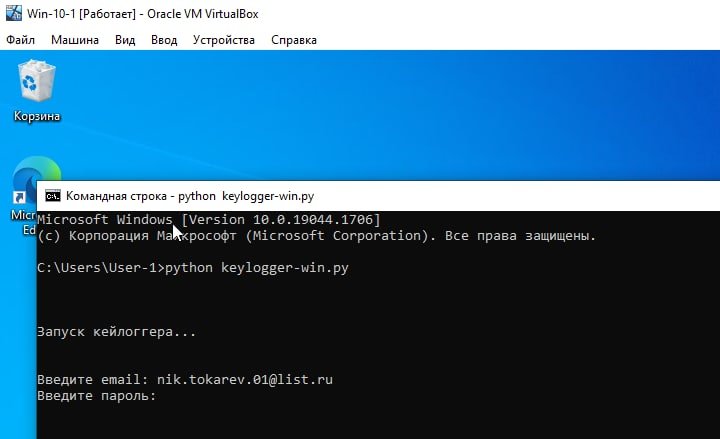 Win-10-1 [Работает] - Oracle VM VirtualBox
Файл Машина Вид Ввод Устройства Справка
Корзина
Командная строка - python keylogger-win.py
Microsoft Windows [Version 10.0.19044.1706]
(c) Корпорация Майкрософт (Microsoft Corporation). Все права защищены.
C:\Users\User-1>python keylogger-win.py
Запуск кейлоггера...
Введите email: nik.tokarev.01@list.ru
Введите пароль: